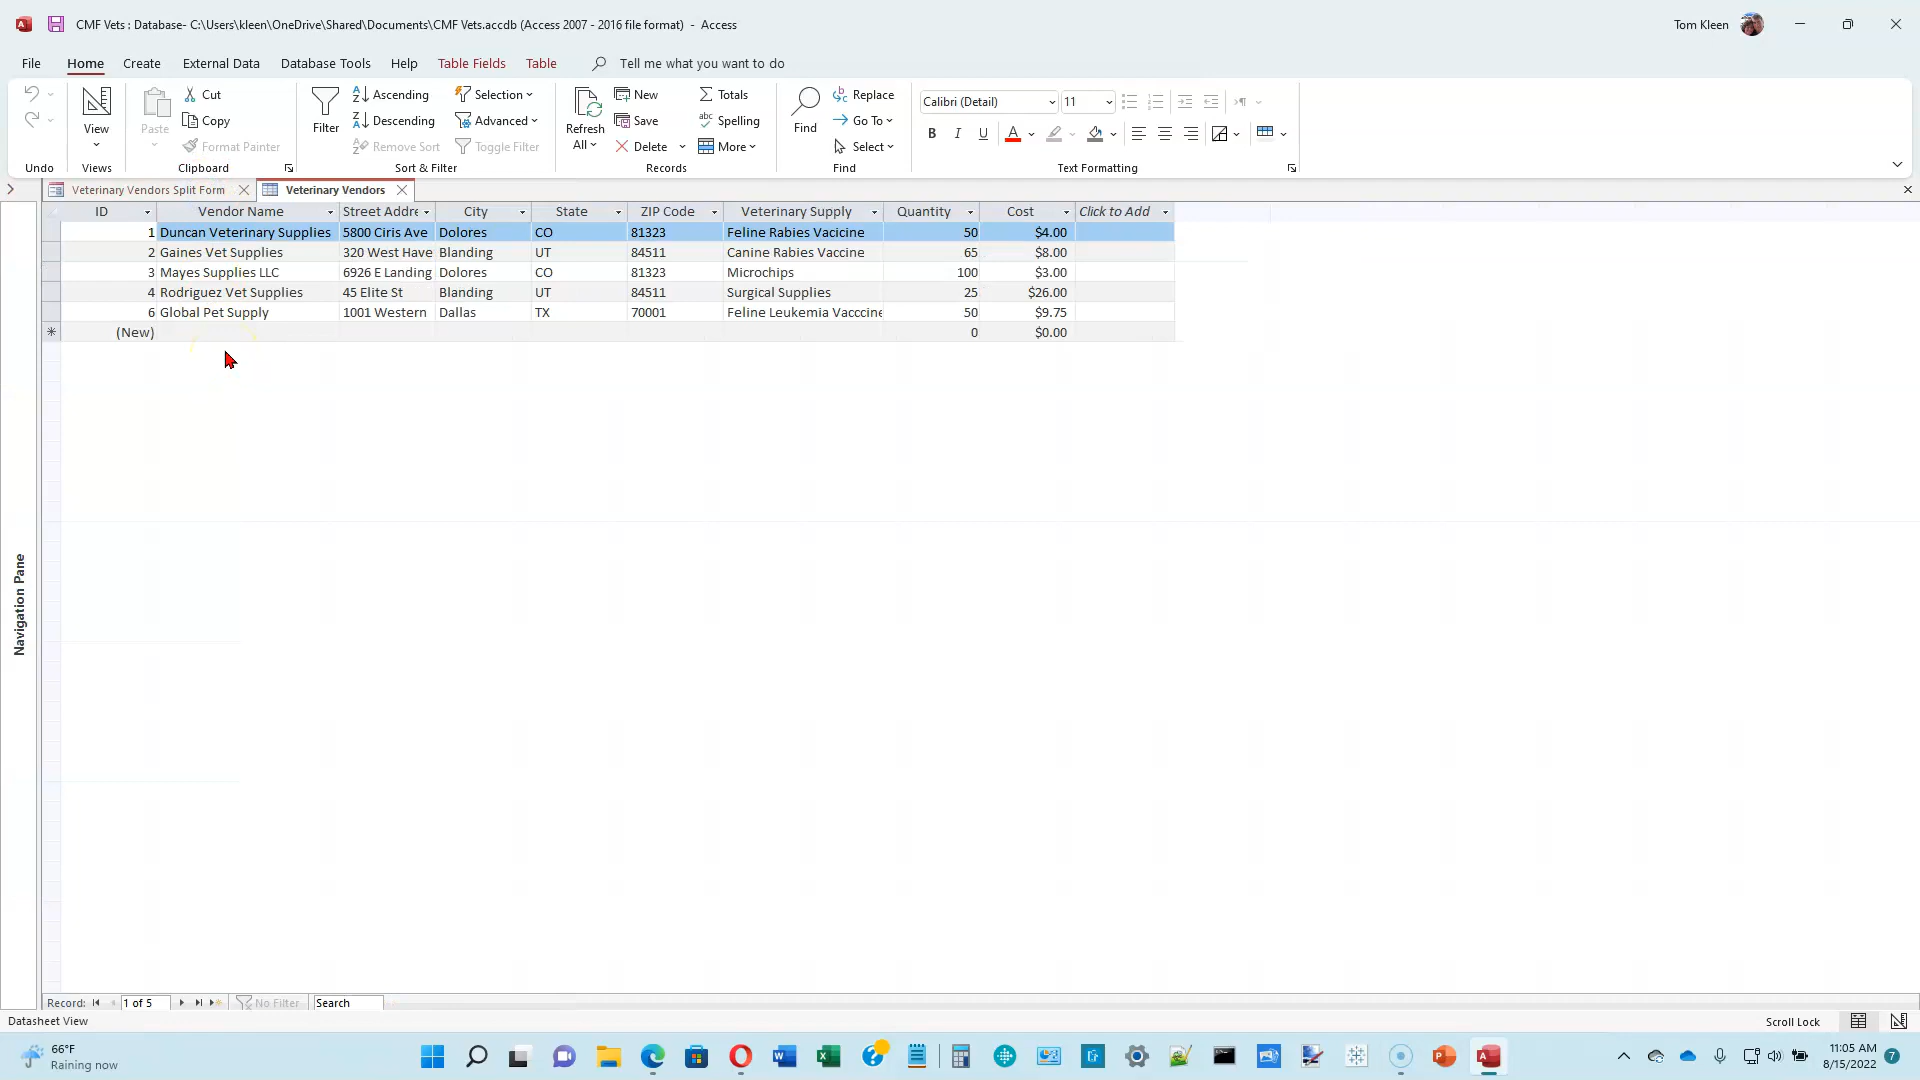 CMF Vets : Database- C:\Users\kleen\OneDrive\Shared\Documents\CMF Vets.accdb (Access 2007 - 2016 file format) - Access
Tom Kleen
File Home Create External Data Database Tools Help Table Fields Table Tell me what you want to do
Cut
Copy
Format Painter
Paste
View
Filter
Ascending
Descending
Remove Sort
Selection
Advanced
Toggle Filter
Refresh All
New
Save
Delete
Totals
Spelling
More
Find
Replace
Go To
Select
Calibri (Detail) 11
B I U A
Undo Views Clipboard Sort & Filter Records Find Text Formatting
Veterinary Vendors Split Form Veterinary Vendors
ID Vendor Name Street Addre City State ZIP Code Veterinary Supply Quantity Cost Click to Add
1 Duncan Veterinary Supplies 5800 Ciris Ave Dolores CO 81323 Feline Rabies Vacicine 50 $4.00
2 Gaines Vet Supplies 320 West Have Blanding UT 84511 Canine Rabies Vaccine 65 $8.00
3 Mayes Supplies LLC 6926 E Landing Dolores CO 81323 Microchips 100 $3.00
4 Rodriguez Vet Supplies 45 Elite St Blanding UT 84511 Surgical Supplies 25 $26.00
6 Global Pet Supply 1001 Western Dallas TX 70001 Feline Leukemia Vacccine 50 $9.75
(New) 0 $0.00
Navigation Pane
Record: 1 of 5 No Filter Search
Datasheet View
Scroll Lock
66°F
Raining now
11:05 AM
8/15/2022
7